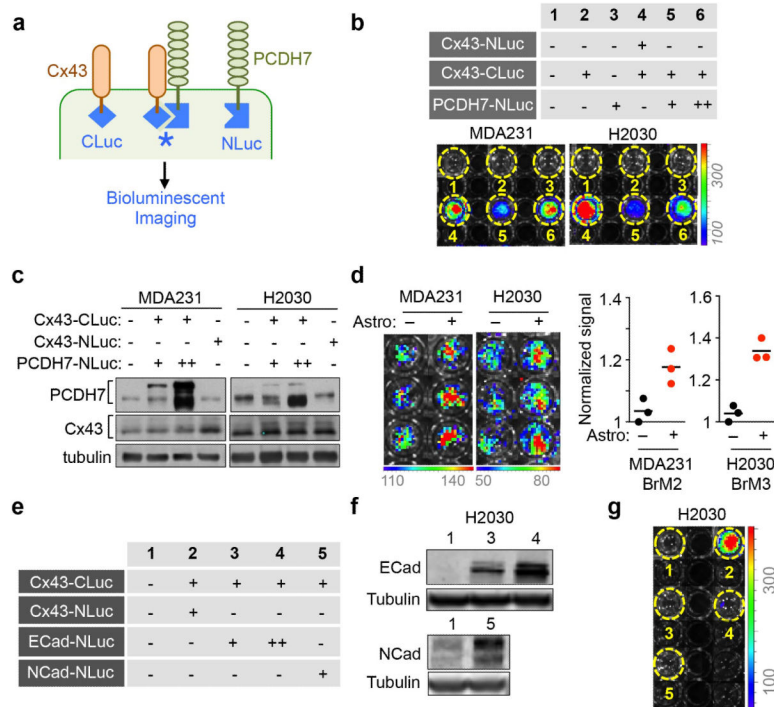 a
Cx43
PCDH7
CLuc
*
NLuc
Bioluminescent
Imaging
b
1 2 3 4 5 6
Cx43-NLuc - - - + - -
Cx43-CLuc - + - + + +
PCDH7-NLuc - - + - + ++
MDA231 H2030
1 2 3 1 2 3
4 5 6 4 5 6
300
100
c
MDA231 H2030
Cx43-CLuc: - + + - - + + -
Cx43-NLuc: - - - + - - - +
PCDH7-NLuc: - + ++ - - + ++ -
PCDH7
Cx43
tubulin
d
MDA231 H2030
Astro: – + – +
110 140 50 80
Normalized signal
1.4
1.2
1
1.6
1.4
1.2
1
Astro: – + – +
MDA231 H2030
BrM2 BrM3
e
1 2 3 4 5
Cx43-CLuc - + + + +
Cx43-NLuc - + - - -
ECad-NLuc - - + ++ -
NCad-NLuc - - - - +
f
H2030
1 3 4
ECad
Tubulin
1 5
NCad
Tubulin
g
H2030
1 2
3 4
5
300
100